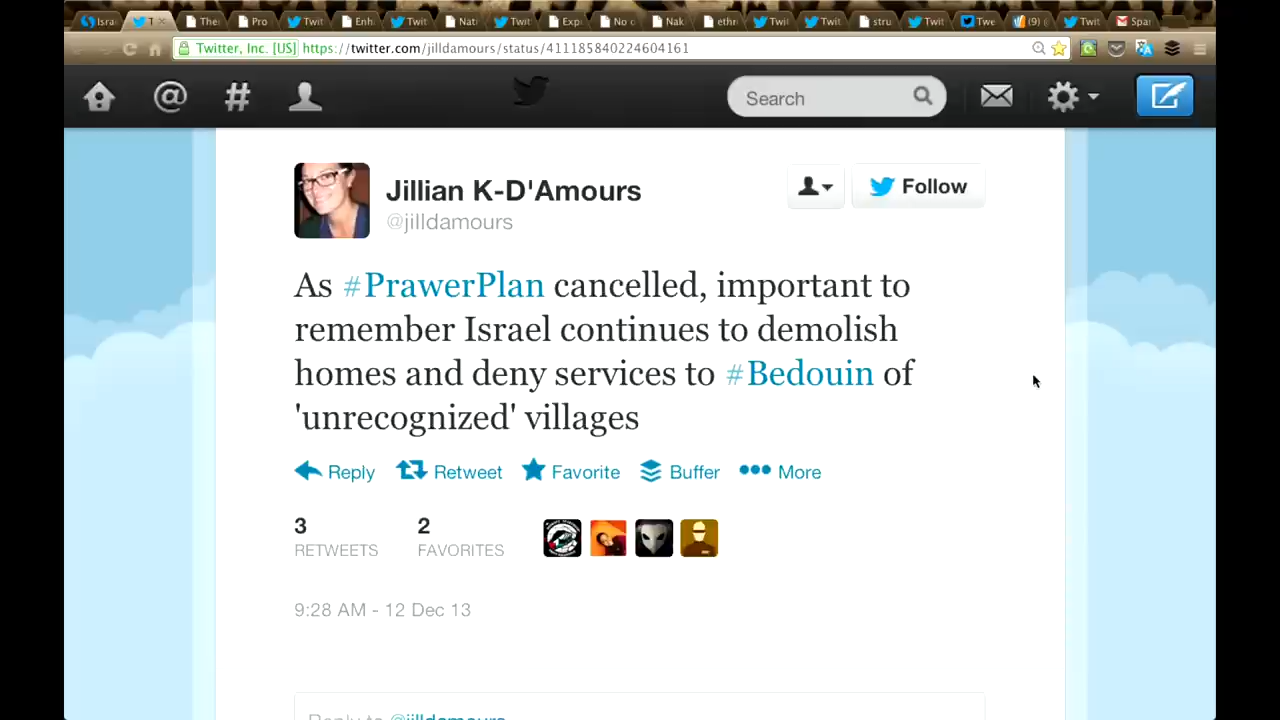 Isra
T
The
Pro
Twit
Enh
Twit
Nati
Twit
Exp
No c
Nak
ethn
Twit
Twit
stru
Twit
Twe
(9)
Twit
Spar
Twitter, Inc. [US] https://twitter.com/jilldamours/status/411185840224604161
@ # Search
Jillian K-D'Amours
@jilldamours
Follow
As #PrawerPlan cancelled, important to
remember Israel continues to demolish
homes and deny services to #Bedouin of
'unrecognized' villages
Reply Retweet Favorite Buffer More
3 2
RETWEETS FAVORITES
9:28 AM - 12 Dec 13
Reply to @jilldamours